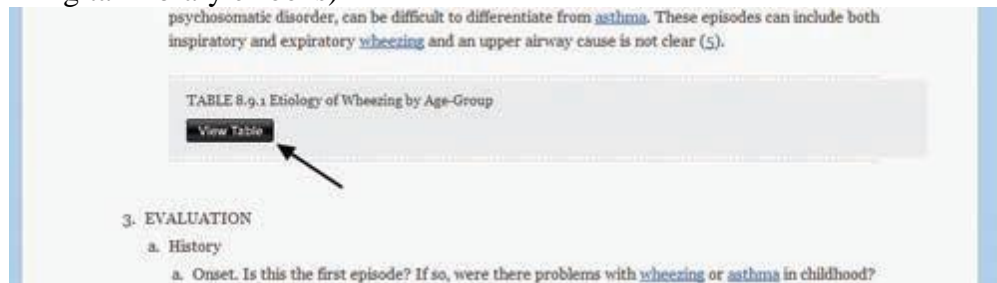 psychosomatic disorder, can be difficult to differentiate from asthma. These episodes can include both
inspiratory and expiratory wheezing and an upper airway cause is not clear (5).
TABLE 8.9.1 Etiology of Wheezing by Age-Group
View Table
3. EVALUATION
a. History
a. Onset. Is this the first episode? If so, were there problems with wheezing or asthma in childhood?